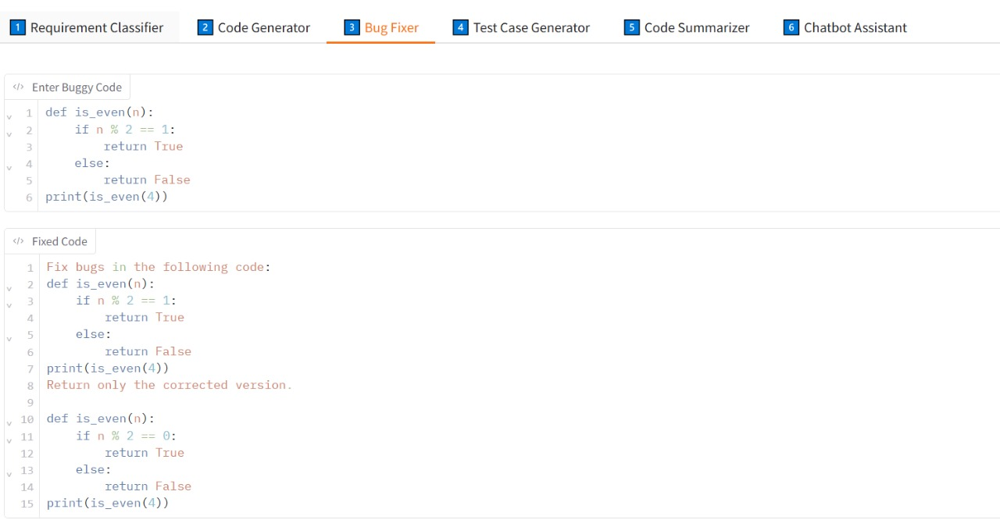 1 Requirement Classifier 2 Code Generator 3 Bug Fixer 4 Test Case Generator 5 Code Summarizer 6 Chatbot Assistant
</> Enter Buggy Code
1 def is_even(n):
2     if n % 2 == 1:
3         return True
4     else:
5         return False
6 print(is_even(4))
</> Fixed Code
1 Fix bugs in the following code:
2 def is_even(n):
3     if n % 2 == 1:
4         return True
5     else:
6         return False
7 print(is_even(4))
8 Return only the corrected version.
9
10 def is_even(n):
11     if n % 2 == 0:
12         return True
13     else:
14         return False
15 print(is_even(4))